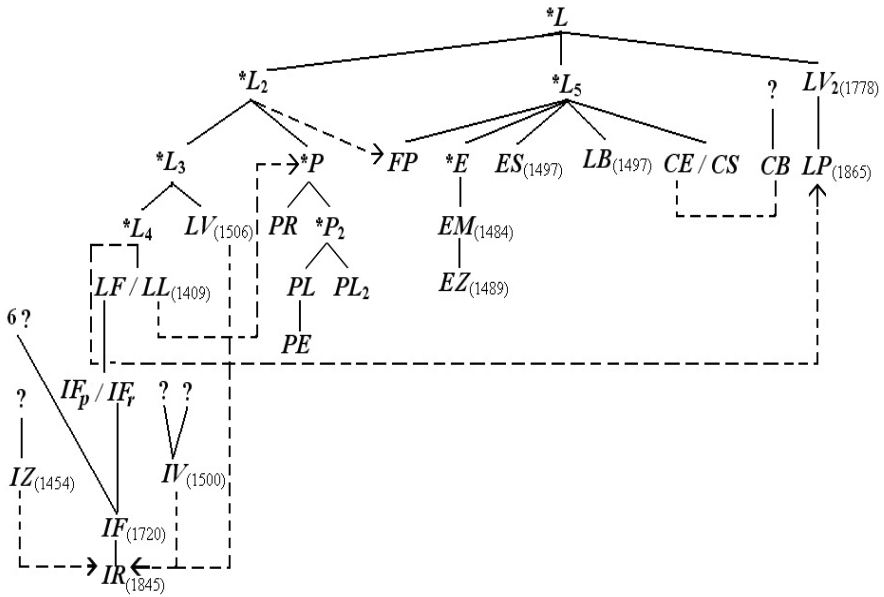 *L
*L2 *L5 LV2(1778)
?
*L3 *P FP *E ES(1497) LB(1497) CE / CS CB LP(1865)
*L4 LV(1506) PR *P2 EM(1484)
LF / LL(1409) PL PL2 EZ(1489)
6 ? PE
? IFp / IFr ? ?
IZ(1454) IV(1500)
IF(1720)
IR(1845)